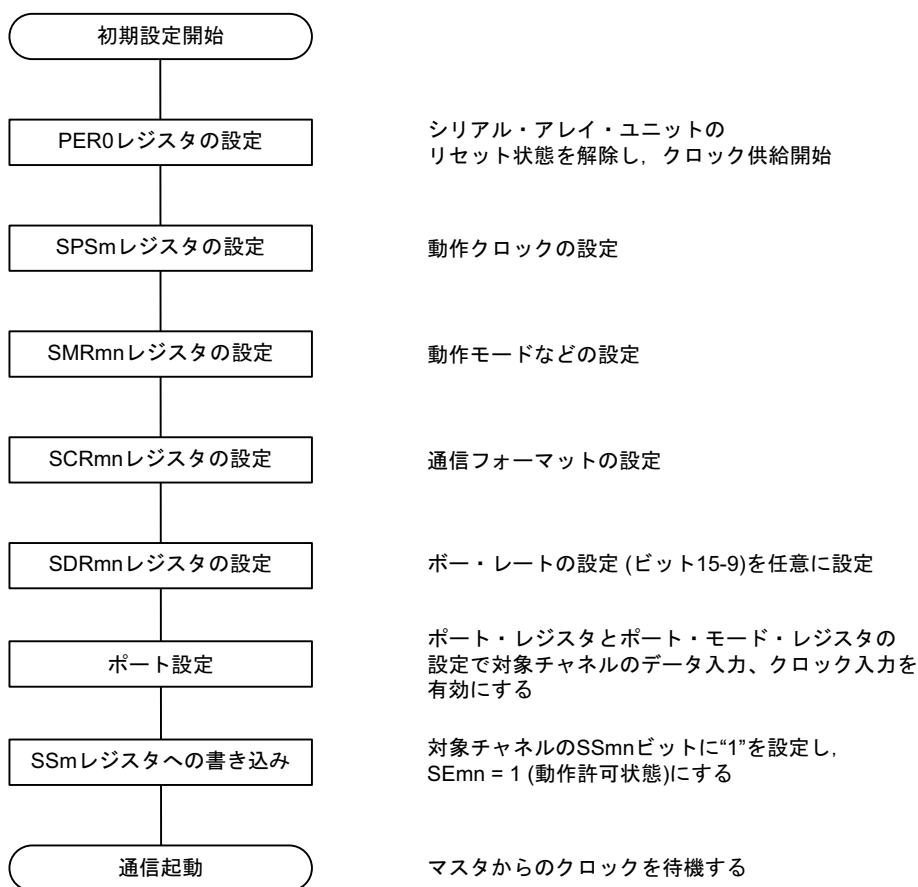 初期設定開始
PER0レジスタの設定
シリアル・アレイ・ユニットの
リセット状態を解除し，クロック供給開始
SPSmレジスタの設定
動作クロックの設定
SMRmnレジスタの設定
動作モードなどの設定
SCRmnレジスタの設定
通信フォーマットの設定
SDRmnレジスタの設定
ボー・レートの設定 (ビット15-9)を任意に設定
ポート設定
ポート・レジスタとポート・モード・レジスタの
設定で対象チャネルのデータ入力、クロック入力を
有効にする
SSmレジスタへの書き込み
対象チャネルのSSmnビットに“1”を設定し，
SEmn = 1 (動作許可状態)にする
通信起動
マスタからのクロックを待機する